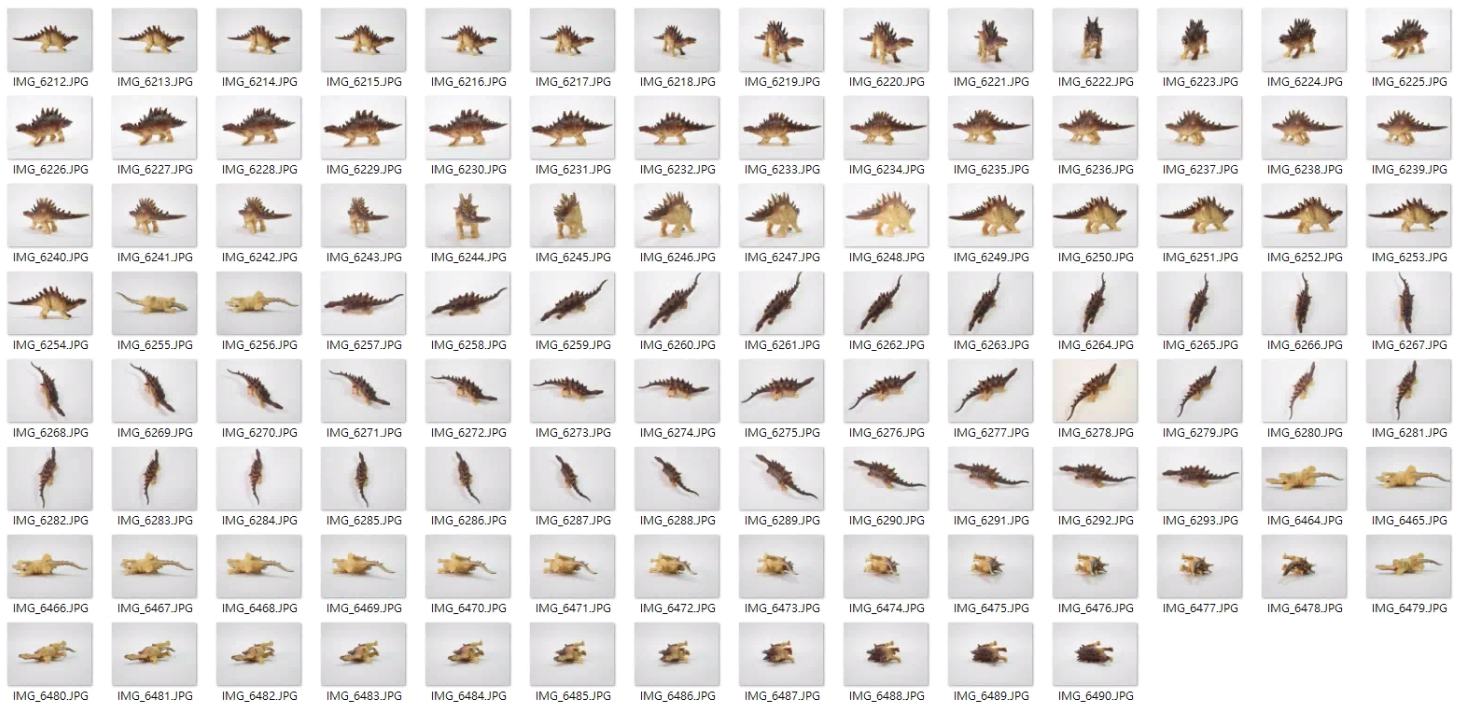 IMG_6212.JPG IMG_6213.JPG IMG_6214.JPG IMG_6215.JPG IMG_6216.JPG IMG_6217.JPG IMG_6218.JPG IMG_6219.JPG IMG_6220.JPG IMG_6221.JPG IMG_6222.JPG IMG_6223.JPG IMG_6224.JPG IMG_6225.JPG
IMG_6226.JPG IMG_6227.JPG IMG_6228.JPG IMG_6229.JPG IMG_6230.JPG IMG_6231.JPG IMG_6232.JPG IMG_6233.JPG IMG_6234.JPG IMG_6235.JPG IMG_6236.JPG IMG_6237.JPG IMG_6238.JPG IMG_6239.JPG
IMG_6240.JPG IMG_6241.JPG IMG_6242.JPG IMG_6243.JPG IMG_6244.JPG IMG_6245.JPG IMG_6246.JPG IMG_6247.JPG IMG_6248.JPG IMG_6249.JPG IMG_6250.JPG IMG_6251.JPG IMG_6252.JPG IMG_6253.JPG
IMG_6254.JPG IMG_6255.JPG IMG_6256.JPG IMG_6257.JPG IMG_6258.JPG IMG_6259.JPG IMG_6260.JPG IMG_6261.JPG IMG_6262.JPG IMG_6263.JPG IMG_6264.JPG IMG_6265.JPG IMG_6266.JPG IMG_6267.JPG
IMG_6268.JPG IMG_6269.JPG IMG_6270.JPG IMG_6271.JPG IMG_6272.JPG IMG_6273.JPG IMG_6274.JPG IMG_6275.JPG IMG_6276.JPG IMG_6277.JPG IMG_6278.JPG IMG_6279.JPG IMG_6280.JPG IMG_6281.JPG
IMG_6282.JPG IMG_6283.JPG IMG_6284.JPG IMG_6285.JPG IMG_6286.JPG IMG_6287.JPG IMG_6288.JPG IMG_6289.JPG IMG_6290.JPG IMG_6291.JPG IMG_6292.JPG IMG_6293.JPG IMG_6464.JPG IMG_6465.JPG
IMG_6466.JPG IMG_6467.JPG IMG_6468.JPG IMG_6469.JPG IMG_6470.JPG IMG_6471.JPG IMG_6472.JPG IMG_6473.JPG IMG_6474.JPG IMG_6475.JPG IMG_6476.JPG IMG_6477.JPG IMG_6478.JPG IMG_6479.JPG
IMG_6480.JPG IMG_6481.JPG IMG_6482.JPG IMG_6483.JPG IMG_6484.JPG IMG_6485.JPG IMG_6486.JPG IMG_6487.JPG IMG_6488.JPG IMG_6489.JPG IMG_6490.JPG